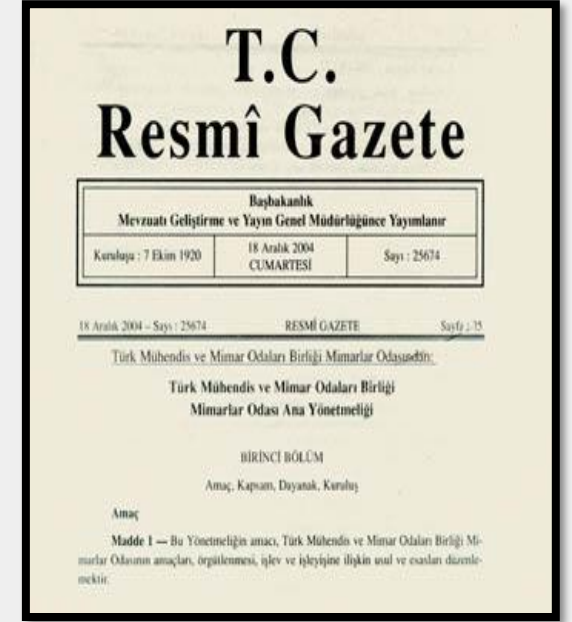 T.C.
Resmî Gazete
Başbakanlık
Mevzuatı Geliştirme ve Yayın Genel Müdürlüğünce Yayımlanır
Kuruluşu : 7 Ekim 1920
18 Aralık 2004
CUMARTESİ
Sayı : 25674
18 Aralık 2004 – Sayı : 25674 RESMÎ GAZETE Sayfa : 35
Türk Mühendis ve Mimar Odaları Birliği Mimarlar Odasından:
Türk Mühendis ve Mimar Odaları Birliği
Mimarlar Odası Ana Yönetmeliği
BİRİNCİ BÖLÜM
Amaç, Kapsam, Dayanak, Kuruluş
Amaç
Madde 1 — Bu Yönetmeliğin amacı, Türk Mühendis ve Mimar Odaları Birliği Mi-
marlar Odasının amaçları, örgütlenmesi, işlev ve işleyişine ilişkin usul ve esasları düzenle-
mektir.